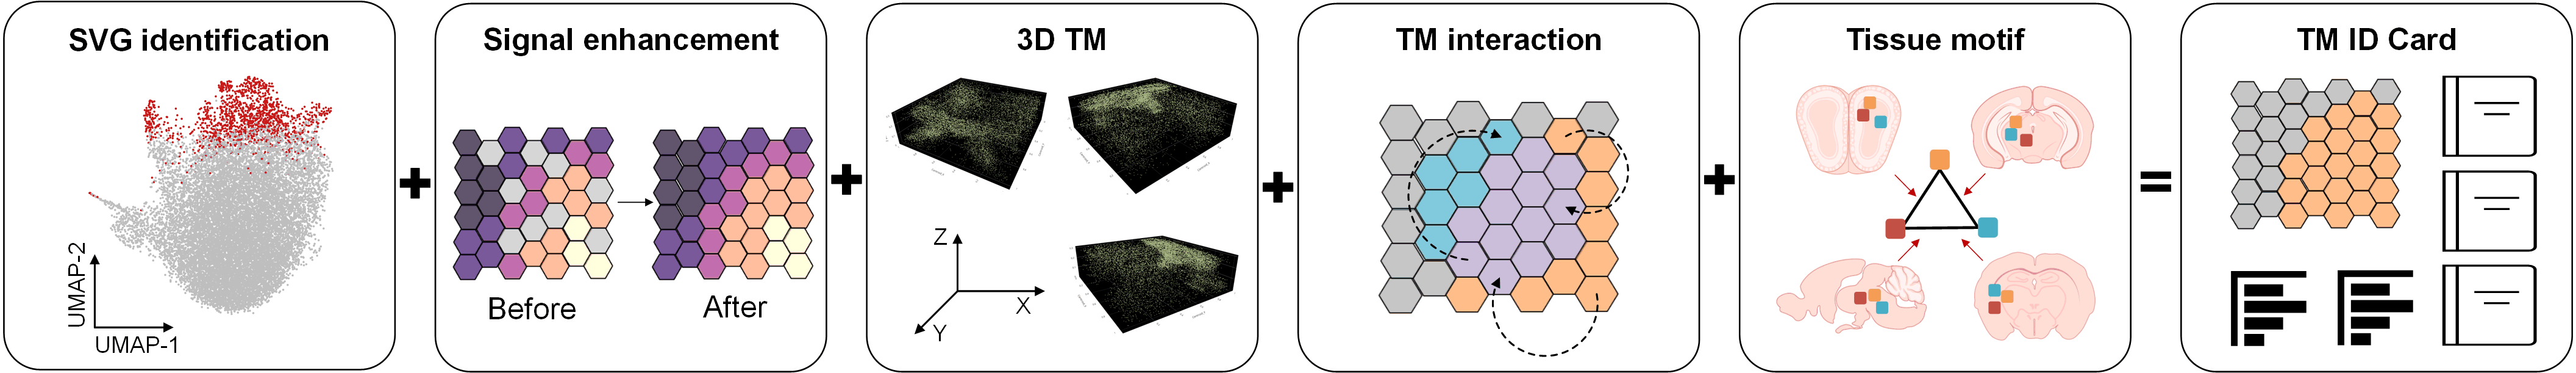 SVG identification
UMAP-2
UMAP-1
+
Signal enhancement
Before
After
+
3D TM
Z
X
Y
+
TM interaction
+
Tissue motif
=
TM ID Card